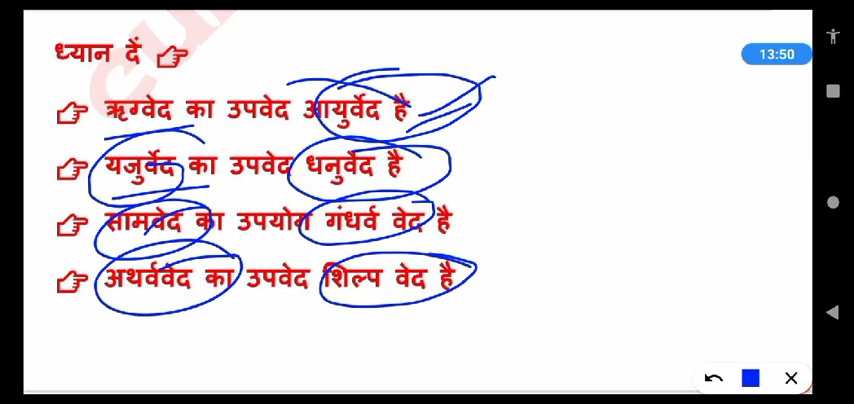 ध्यान दें
13:50
ऋग्वेद का उपवेद आयुर्वेद है
यजुर्वेद का उपवेद धनुर्वेद है
सामवेद का उपयोग गंधर्व वेद है
अथर्ववेद का उपवेद शिल्प वेद है